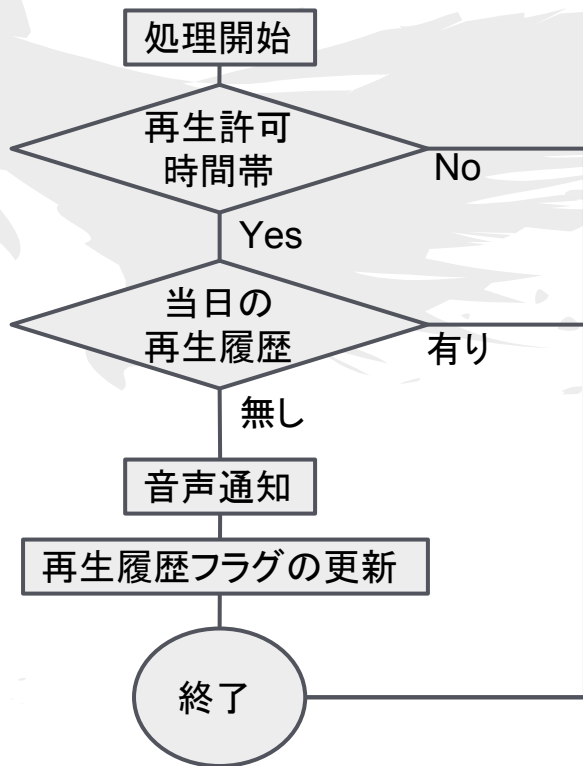 処理開始
再生許可
時間帯
No
Yes
当日の
再生履歴
有り
無し
音声通知
再生履歴フラグの更新
終了